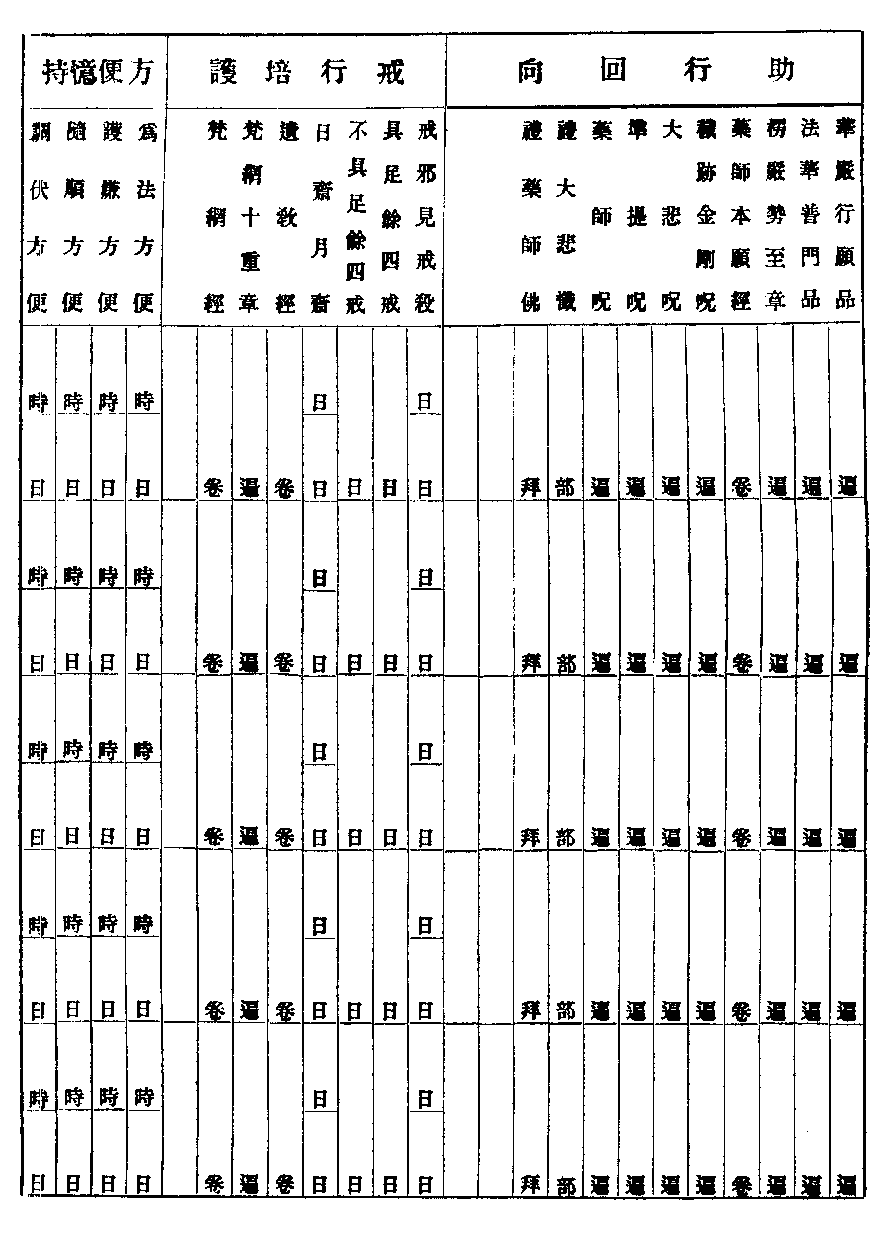 助行回向
華嚴行願品
法華普門品
楞嚴勢至章
藥師本願經
穢跡金剛呪
大悲呪
準提呪
藥師呪
禮大悲懺
禮藥師佛
戒行培護
戒邪見戒殺
具足餘四戒
不具足餘四戒
日齋月齋
遺敎經
梵網十重章
梵網經
方便憶持
爲法方便
護嫌方便
隨順方便
調伏方便
日 日 時 時 時 時
遍 遍 遍 卷 遍 遍 遍 遍 部 拜 日 日 日 日 卷 遍 卷 日 日 日 日
日 日 時 時 時 時
遍 遍 遍 卷 遍 遍 遍 遍 部 拜 日 日 日 日 卷 遍 卷 日 日 日 日
日 日 時 時 時 時
遍 遍 遍 卷 遍 遍 遍 遍 部 拜 日 日 日 日 卷 遍 卷 日 日 日 日
日 日 時 時 時 時
遍 遍 遍 卷 遍 遍 遍 遍 部 拜 日 日 日 日 卷 遍 卷 日 日 日 日
日 日 時 時 時 時
遍 遍 遍 卷 遍 遍 遍 遍 部 拜 日 日 日 日 卷 遍 卷 日 日 日 日